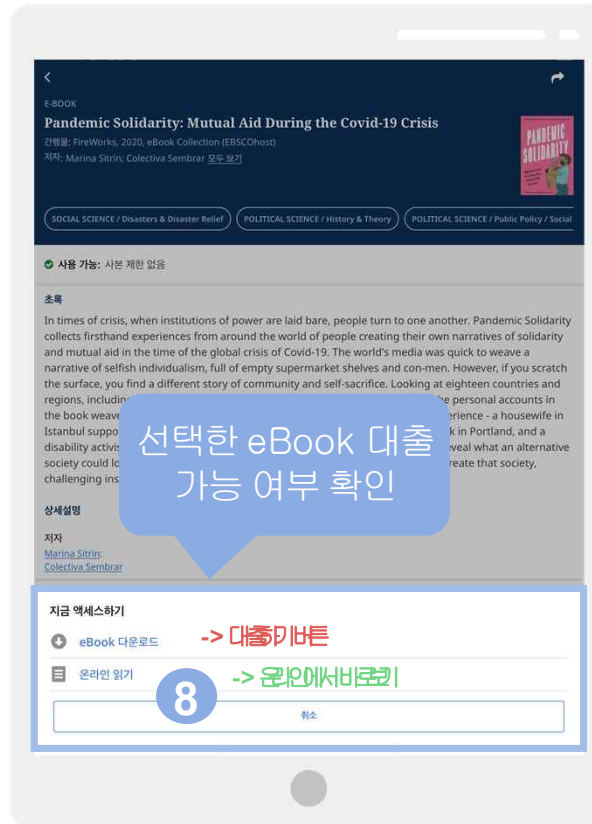 E-BOOK
Pandemic Solidarity: Mutual Aid During the Covid-19 Crisis
간행물: FireWorks, 2020, eBook Collection (EBSCOhost)
저자: Marina Sitrin; Colectiva Sembrar 모두 보기
PANDEMIC
SOLIDARITY
SOCIAL SCIENCE / Disasters & Disaster Relief
POLITICAL SCIENCE / History & Theory
POLITICAL SCIENCE / Public Policy / Social
사용 가능: 사본 제한 없음
초록
In times of crisis, when institutions of power are laid bare, people turn to one another. Pandemic Solidarity
collects firsthand experiences from around the world of people creating their own narratives of solidarity
and mutual aid in the time of the global crisis of Covid-19. The world's media was quick to weave a
narrative of selfish individualism, full of empty supermarket shelves and con-men. However, if you scratch
the surface, you find a different story of community and self-sacrifice. Looking at eighteen countries and
regions, includin e personal accounts in
the book weave erience - a housewife in
Istanbul suppo k in Portland, and a
disability activis eveal what an alternative
society could lo reate that society,
challenging ins
선택한 eBook 대출
가능 여부 확인
상세설명
저자
Marina Sitrin;
Colectiva Sembrar
지금 액세스하기
eBook 다운로드 -> 대출하기 버튼
온라인 읽기 -> 온라인에서 바로 보기
8
취소